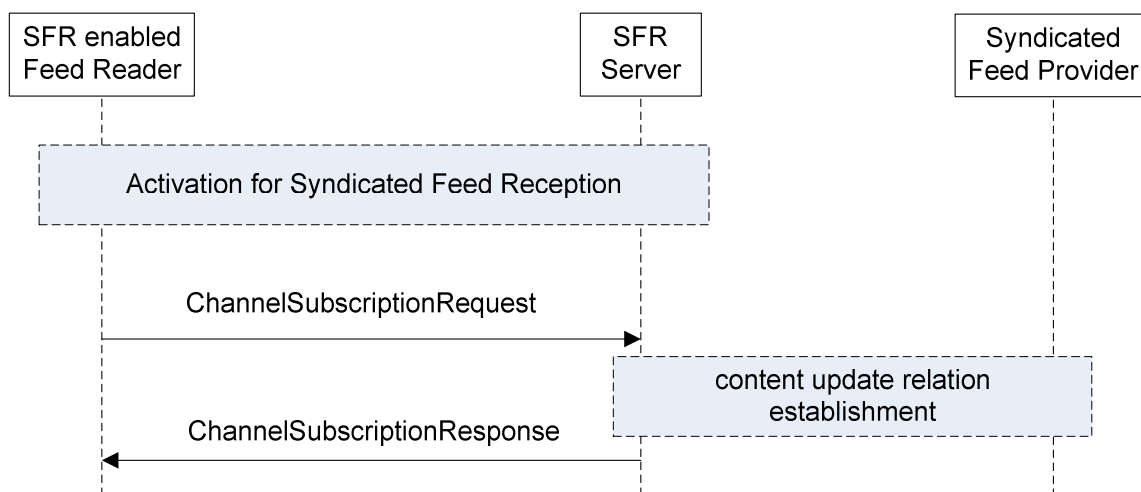 SFR enabled
Feed Reader
SFR
Server
Syndicated
Feed Provider
Activation for Syndicated Feed Reception
ChannelSubscriptionRequest
content update relation
establishment
ChannelSubscriptionResponse